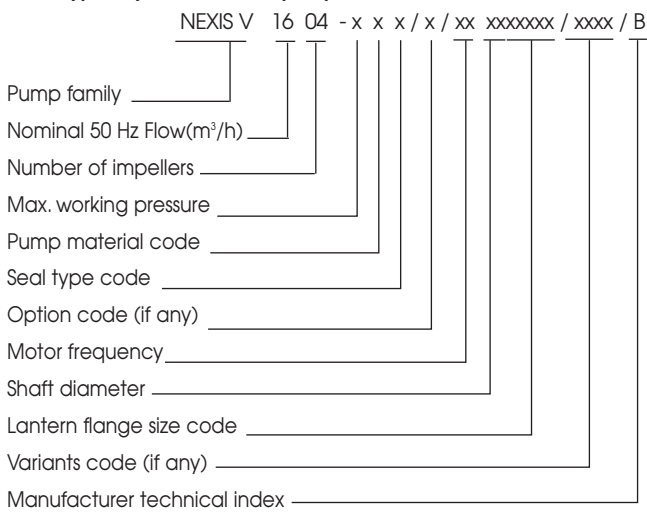 NEXIS V 16 04 - x x x / x / xx xxxxxxx / xxxx / B
Pump family
Nominal 50 Hz Flow(m³/h)
Number of impellers
Max. working pressure
Pump material code
Seal type code
Option code (if any)
Motor frequency
Shaft diameter
Lantern flange size code
Variants code (if any)
Manufacturer technical index